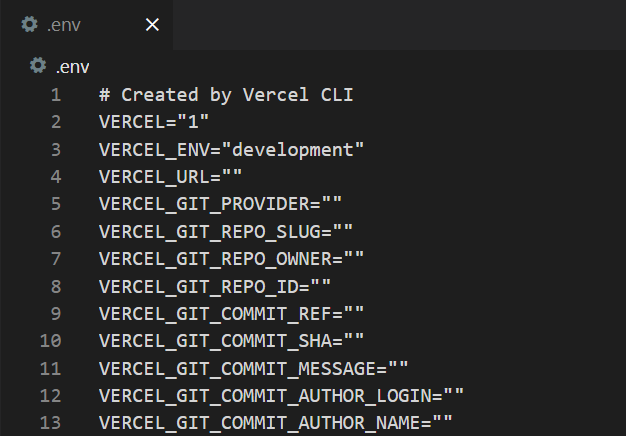 .env
.env
1 # Created by Vercel CLI
2 VERCEL="1"
3 VERCEL_ENV="development"
4 VERCEL_URL=""
5 VERCEL_GIT_PROVIDER=""
6 VERCEL_GIT_REPO_SLUG=""
7 VERCEL_GIT_REPO_OWNER=""
8 VERCEL_GIT_REPO_ID=""
9 VERCEL_GIT_COMMIT_REF=""
10 VERCEL_GIT_COMMIT_SHA=""
11 VERCEL_GIT_COMMIT_MESSAGE=""
12 VERCEL_GIT_COMMIT_AUTHOR_LOGIN=""
13 VERCEL_GIT_COMMIT_AUTHOR_NAME=""